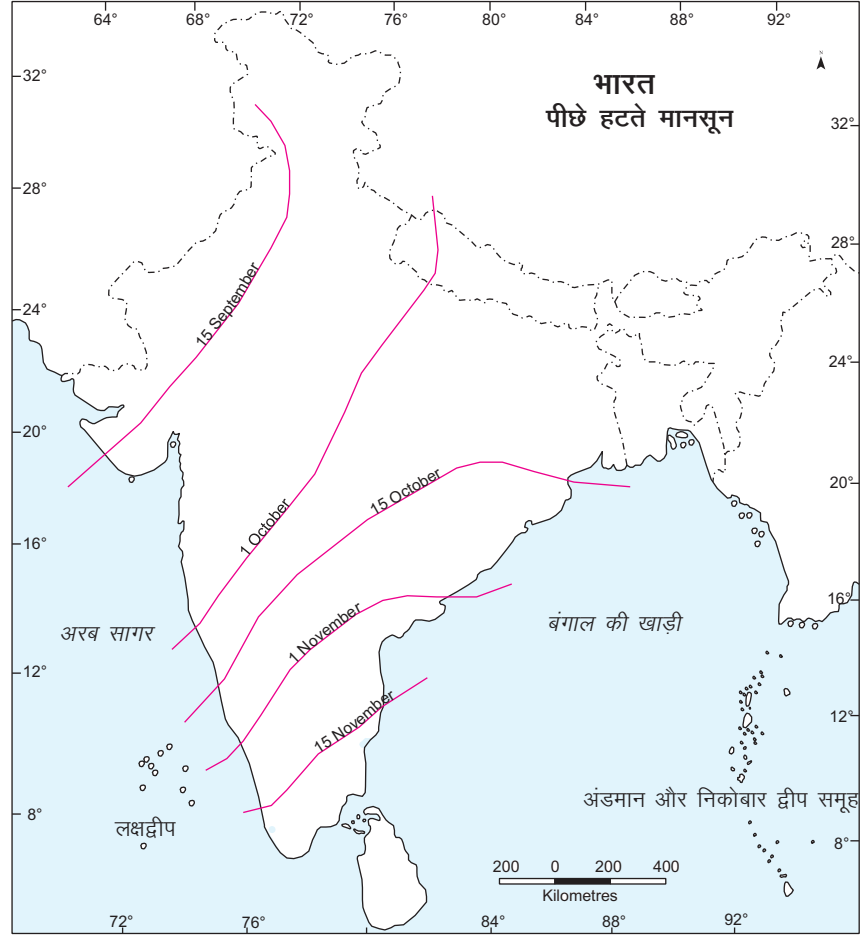 64° 68° 72° 76° 80° 88° 92°
32°
28°
24°
20°
16°
12°
8°
भारत
पीछे हटते मानसून
N
32°
28°
24°
20°
16°
12°
8°
15 September
1 October
15 October
1 November
15 November
अरब सागर
बंगाल की खाड़ी
लक्षद्वीप
अंडमान और निकोबार द्वीप समूह
200 0 200 400
Kilometres
72° 76° 84° 88° 92°